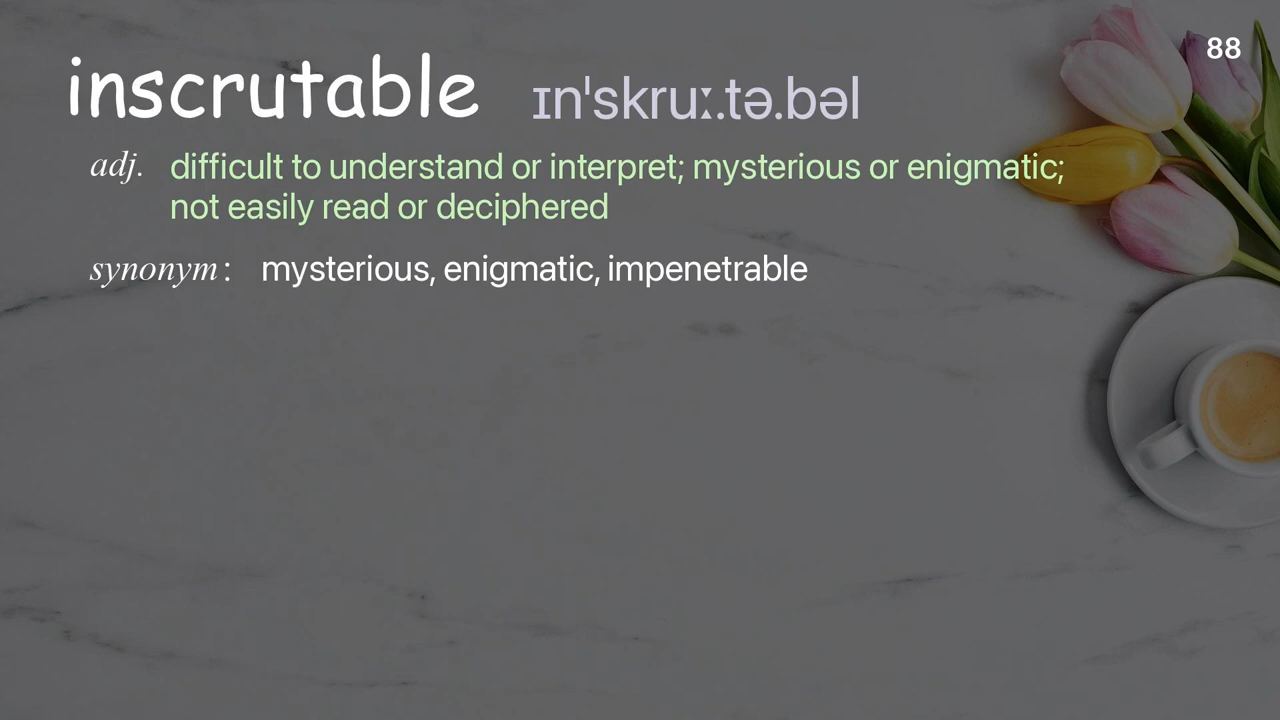 88
inscrutable ɪnˈskruː.tə.bəl
adj. difficult to understand or interpret; mysterious or enigmatic;
not easily read or deciphered
synonym: mysterious, enigmatic, impenetrable